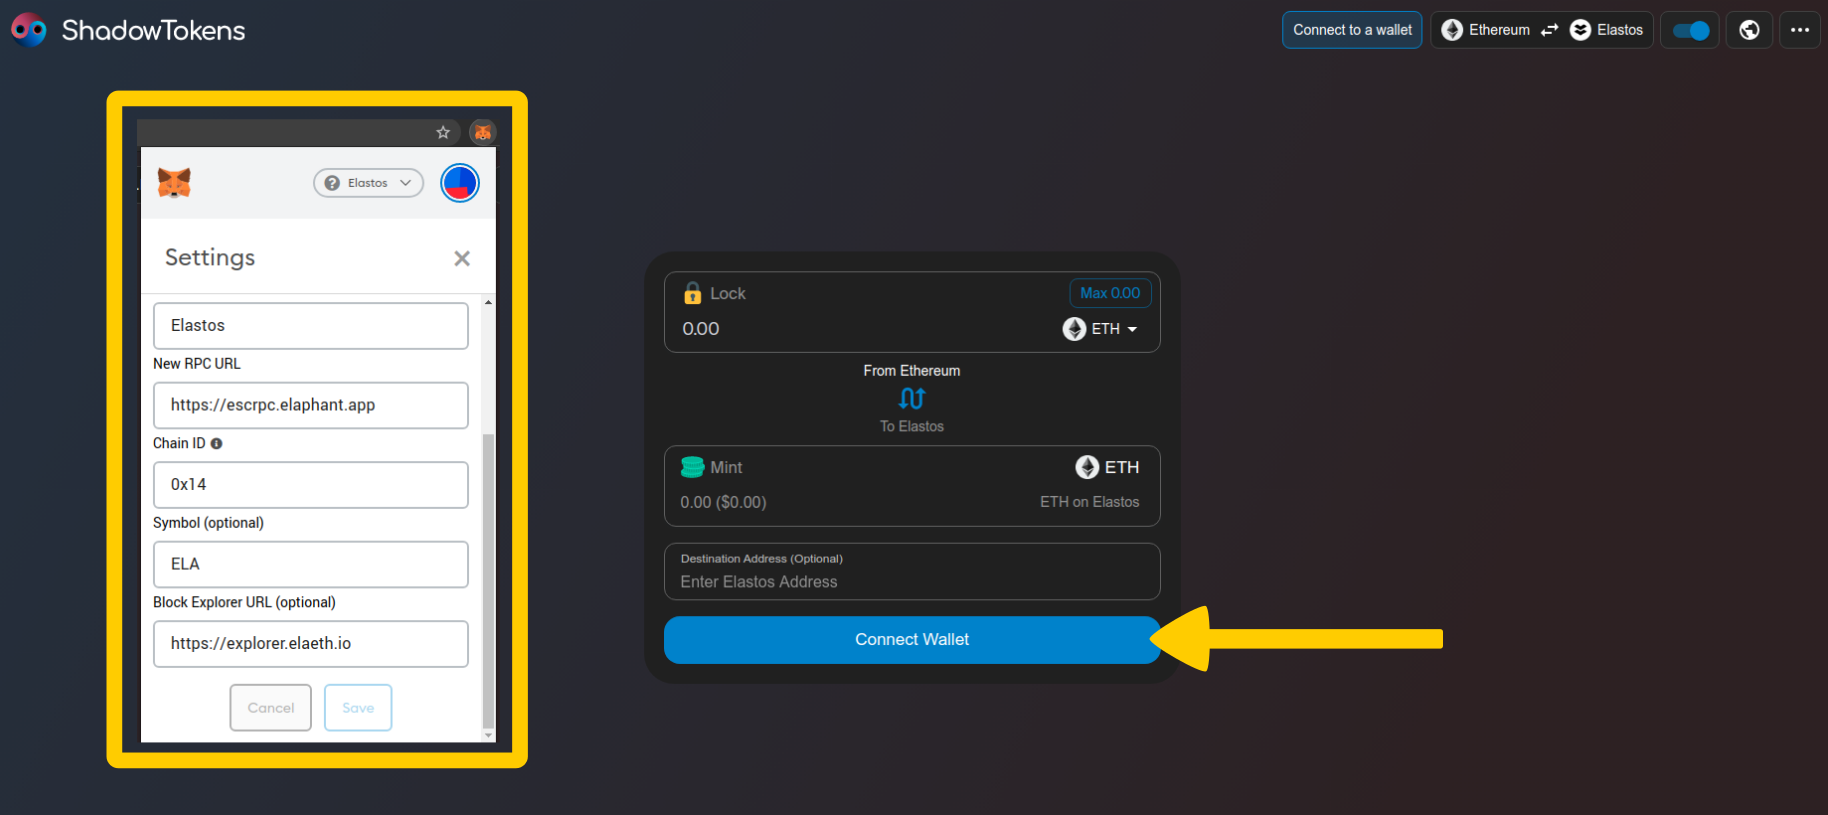 ShadowTokens
Connect to a wallet
Ethereum
Elastos
Elastos
Settings
Elastos
New RPC URL
https://escrpc.elaphant.app
Chain ID
0x14
Symbol (optional)
ELA
Block Explorer URL (optional)
https://explorer.elaeth.io
Cancel
Save
Lock
Max 0.00
0.00
ETH
From Ethereum
To Elastos
Mint
ETH
0.00 ($0.00)
ETH on Elastos
Destination Address (Optional)
Enter Elastos Address
Connect Wallet